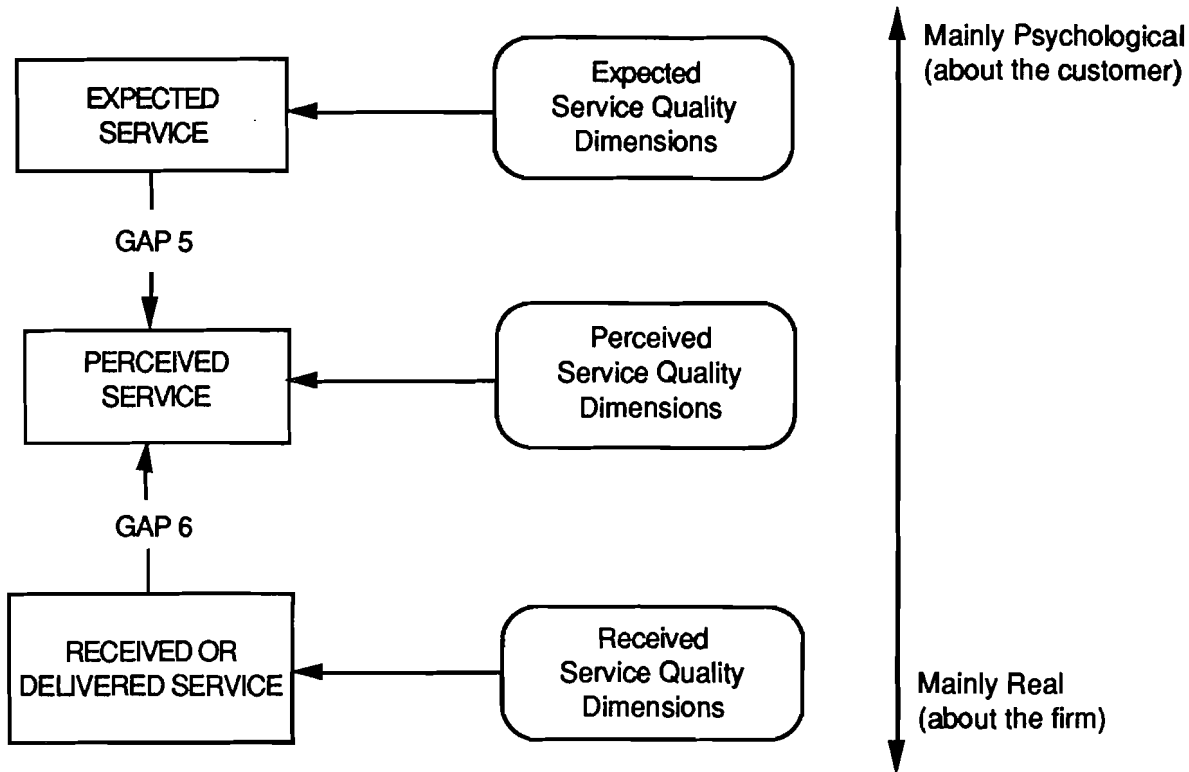 EXPECTED
SERVICE
Expected
Service Quality
Dimensions
Mainly Psychological
(about the customer)
GAP 5
PERCEIVED
SERVICE
Perceived
Service Quality
Dimensions
GAP 6
RECEIVED OR
DELIVERED SERVICE
Received
Service Quality
Dimensions
Mainly Real
(about the firm)